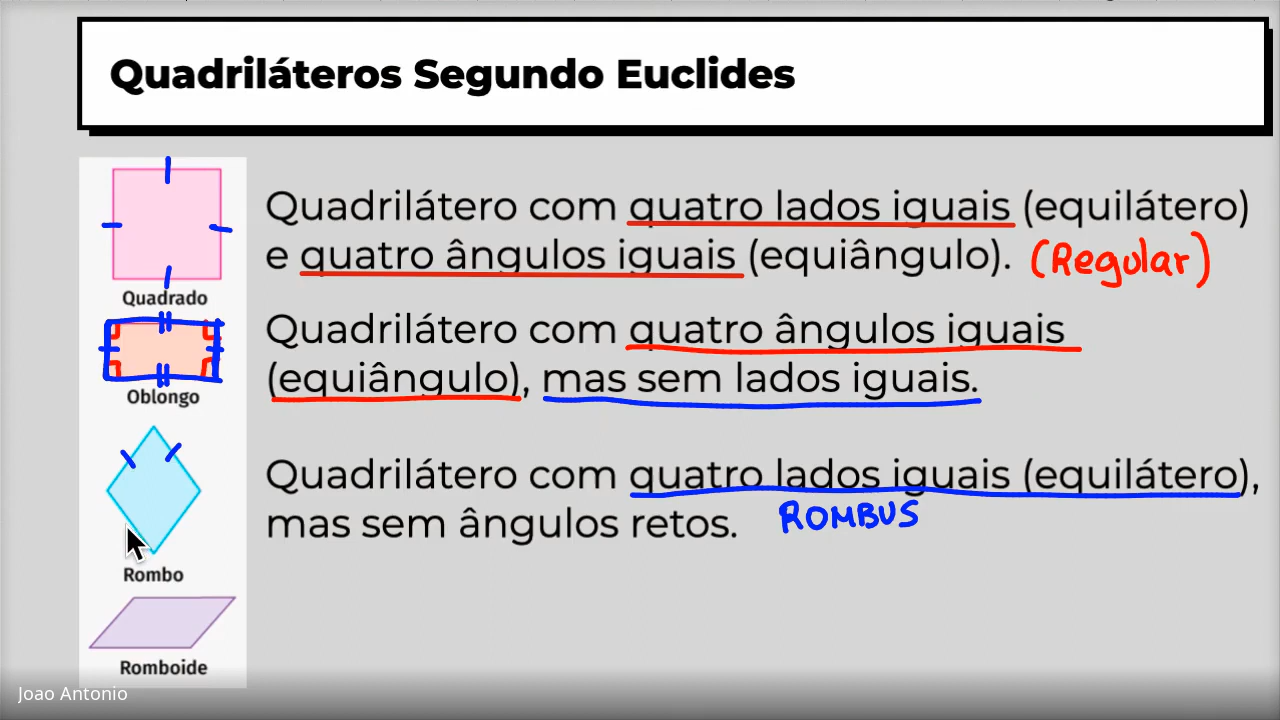 Quadriláteros Segundo Euclides
Quadrilátero com quatro lados iguais (equilátero)
e quatro ângulos iguais (equiângulo). (Regular)
Quadrado
Quadrilátero com quatro ângulos iguais
(equiângulo), mas sem lados iguais.
Oblongo
Quadrilátero com quatro lados iguais (equilátero),
mas sem ângulos retos. ROMBUS
Rombo
Romboide
Joao Antonio